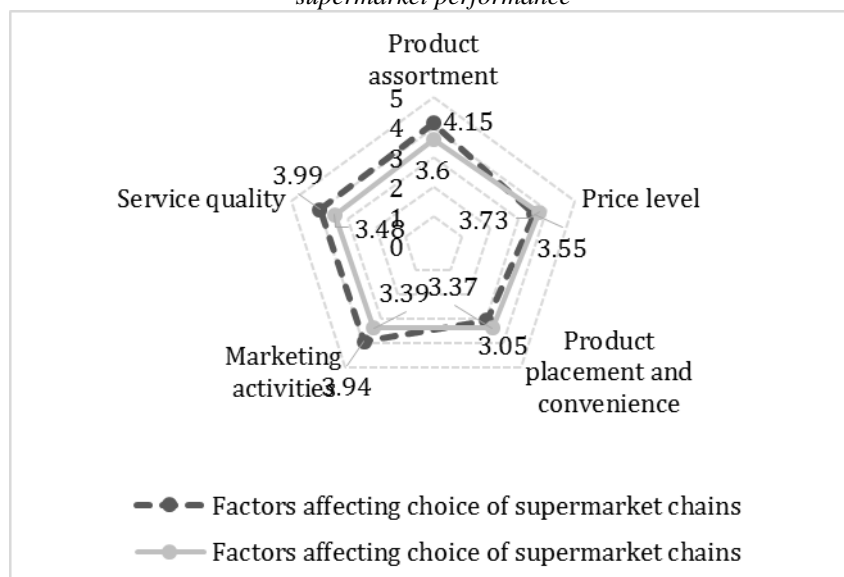 supermarket performance
Product
assortment
5
4.15
4
3
3.6
3.99
2
Service quality
Price level
1
3.48
3.73
0
3.55
3.39
3.37
3.05
Product
placement and
convenience
Marketing
activities
3.94
Factors affecting choice of supermarket chains
Factors affecting choice of supermarket chains